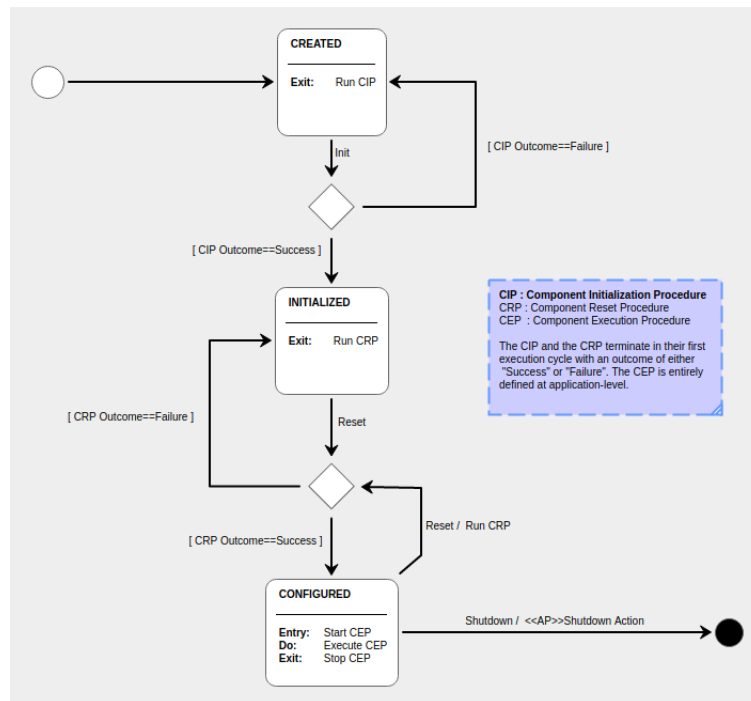 CREATED
Exit: Run CIP
Init
[ CIP Outcome==Failure ]
[ CIP Outcome==Success ]
INITIALIZED
Exit: Run CRP
CIP : Component Initialization Procedure
CRP : Component Reset Procedure
CEP : Component Execution Procedure
The CIP and the CRP terminate in their first
execution cycle with an outcome of either
"Success" or "Failure". The CEP is entirely
defined at application-level.
[ CRP Outcome==Failure ]
Reset
Reset / Run CRP
[ CRP Outcome==Success ]
CONFIGURED
Entry: Start CEP
Do: Execute CEP
Exit: Stop CEP
Shutdown / <<AP>>Shutdown Action